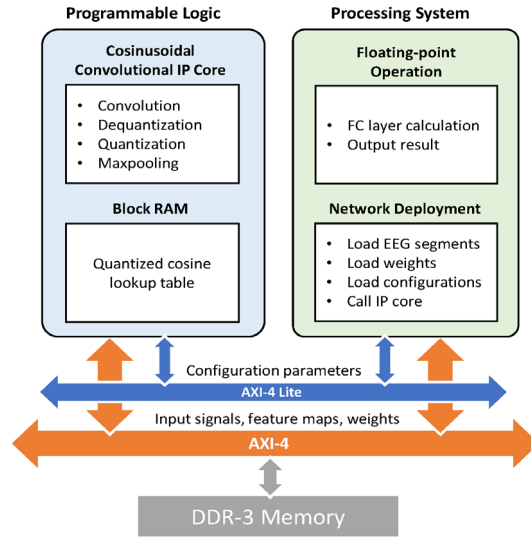 Programmable Logic
Processing System
Cosinusoidal
Convolutional IP Core
• Convolution
• Dequantization
• Quantization
• Maxpooling
Block RAM
Quantized cosine
lookup table
Floating-point
Operation
• FC layer calculation
• Output result
Network Deployment
• Load EEG segments
• Load weights
• Load configurations
• Call IP core
Configuration parameters
AXI-4 Lite
Input signals, feature maps, weights
AXI-4
DDR-3 Memory